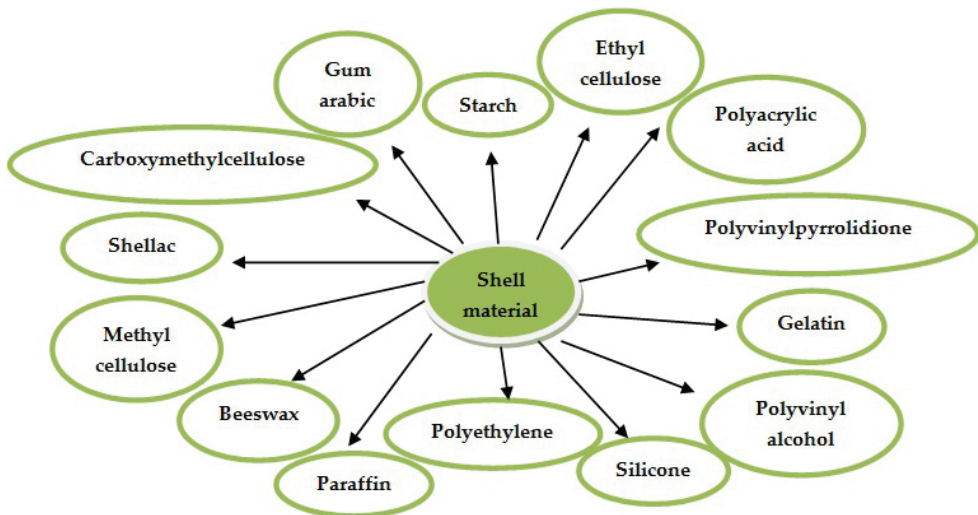 Ethyl
cellulose
Gum
arabic
Starch
Polyacrylic
acid
Carboxymethylcellulose
Polyvinylpyrrolidione
Shellac
Shell
material
Gelatin
Methyl
cellulose
Beeswax
Polyethylene
Polyvinyl
alcohol
Paraffin
Silicone